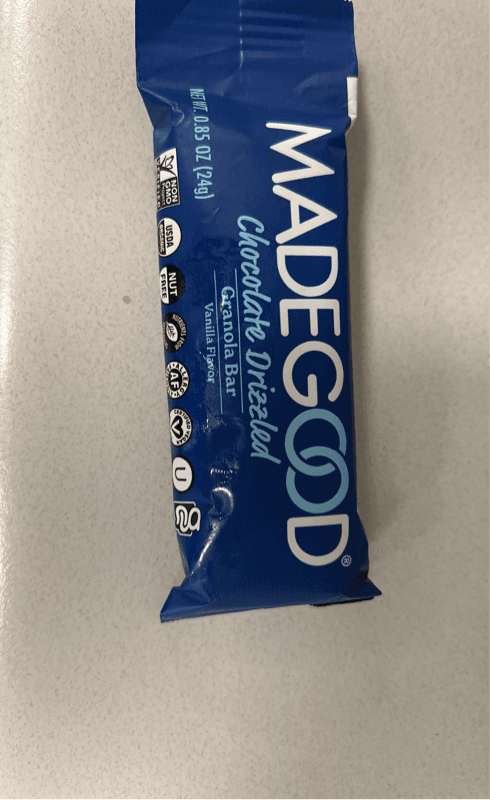 MADEGOOD®
Chocolate Drizzled
Granola Bar
Vanilla Flavor
NET WT. 0.85 OZ (24g)
NON
GMO
USDA
ORGANIC
NUT
FREE
AF
U